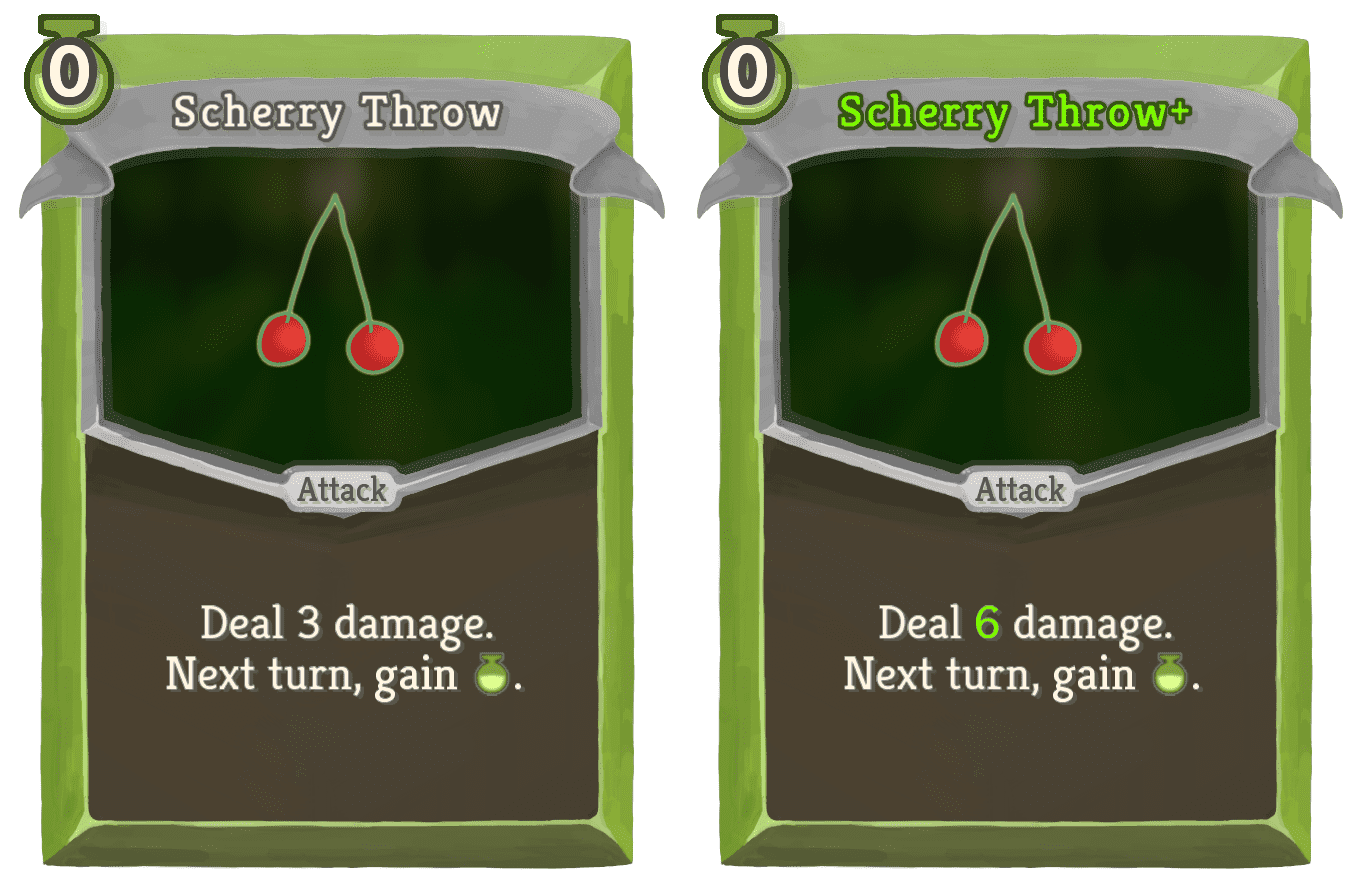 0
Scherry Throw
Attack
Deal 3 damage.
Next turn, gain .
0
Scherry Throw+
Attack
Deal 6 damage.
Next turn, gain .